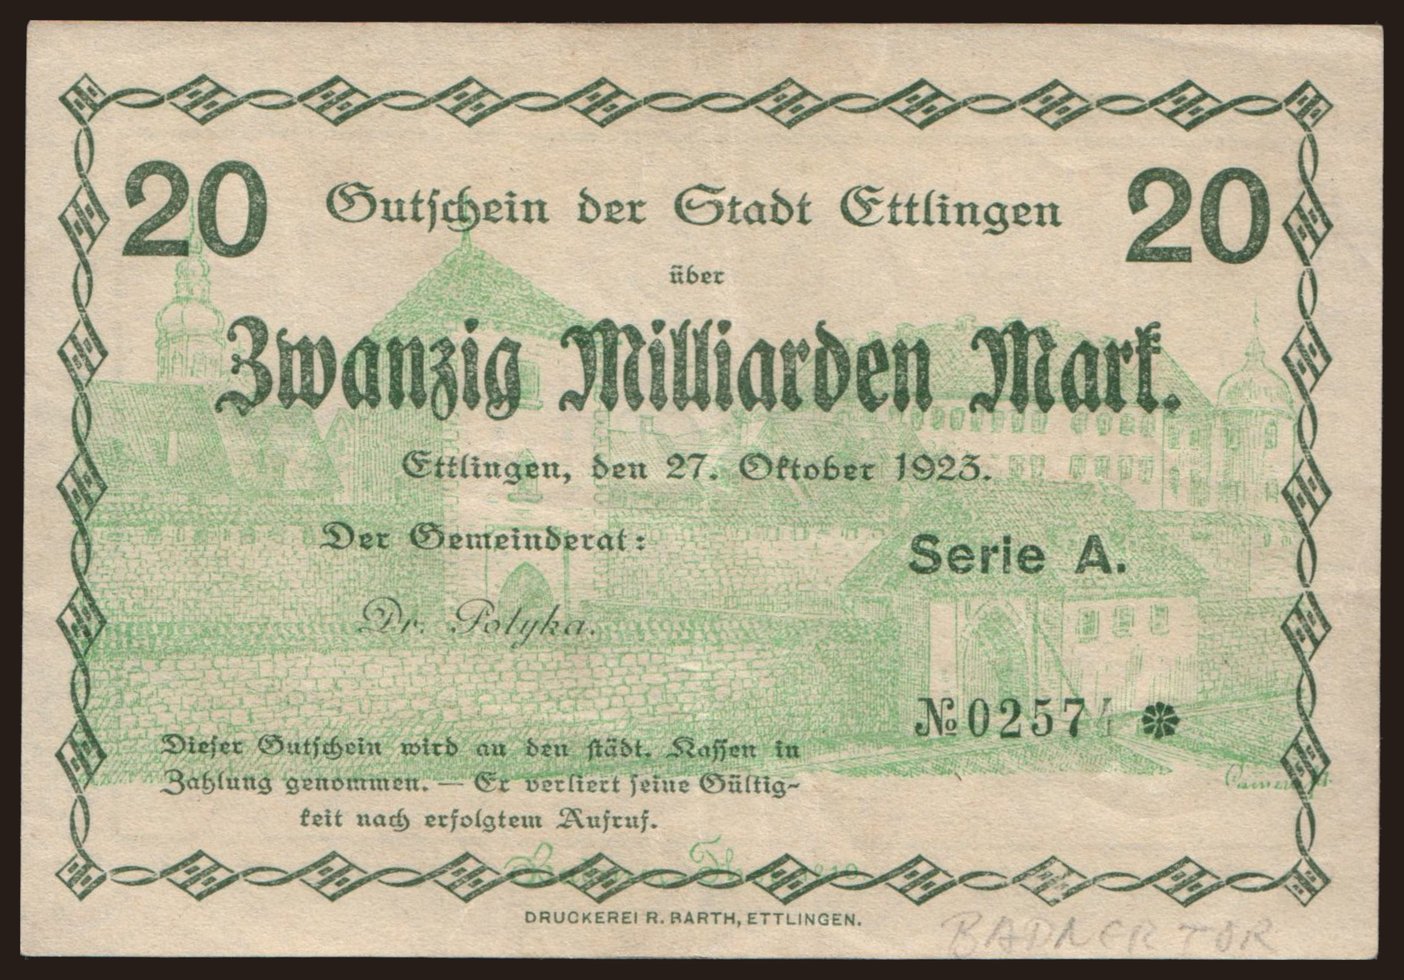 20 Gutschein der Stadt Ettlingen 20
über
Zwanzig Milliarden Mark.
Ettlingen, den 27. Oktober 1923.
Der Gemeinderat:
Serie A.
Dr. Potyka.
№ 02574
Dieser Gutschein wird an den städt. Kassen in
Zahlung genommen. — Er verliert seine Gültig-
keit nach erfolgtem Aufruf.
DRUCKEREI R. BARTH, ETTLINGEN.
BADNER TOR